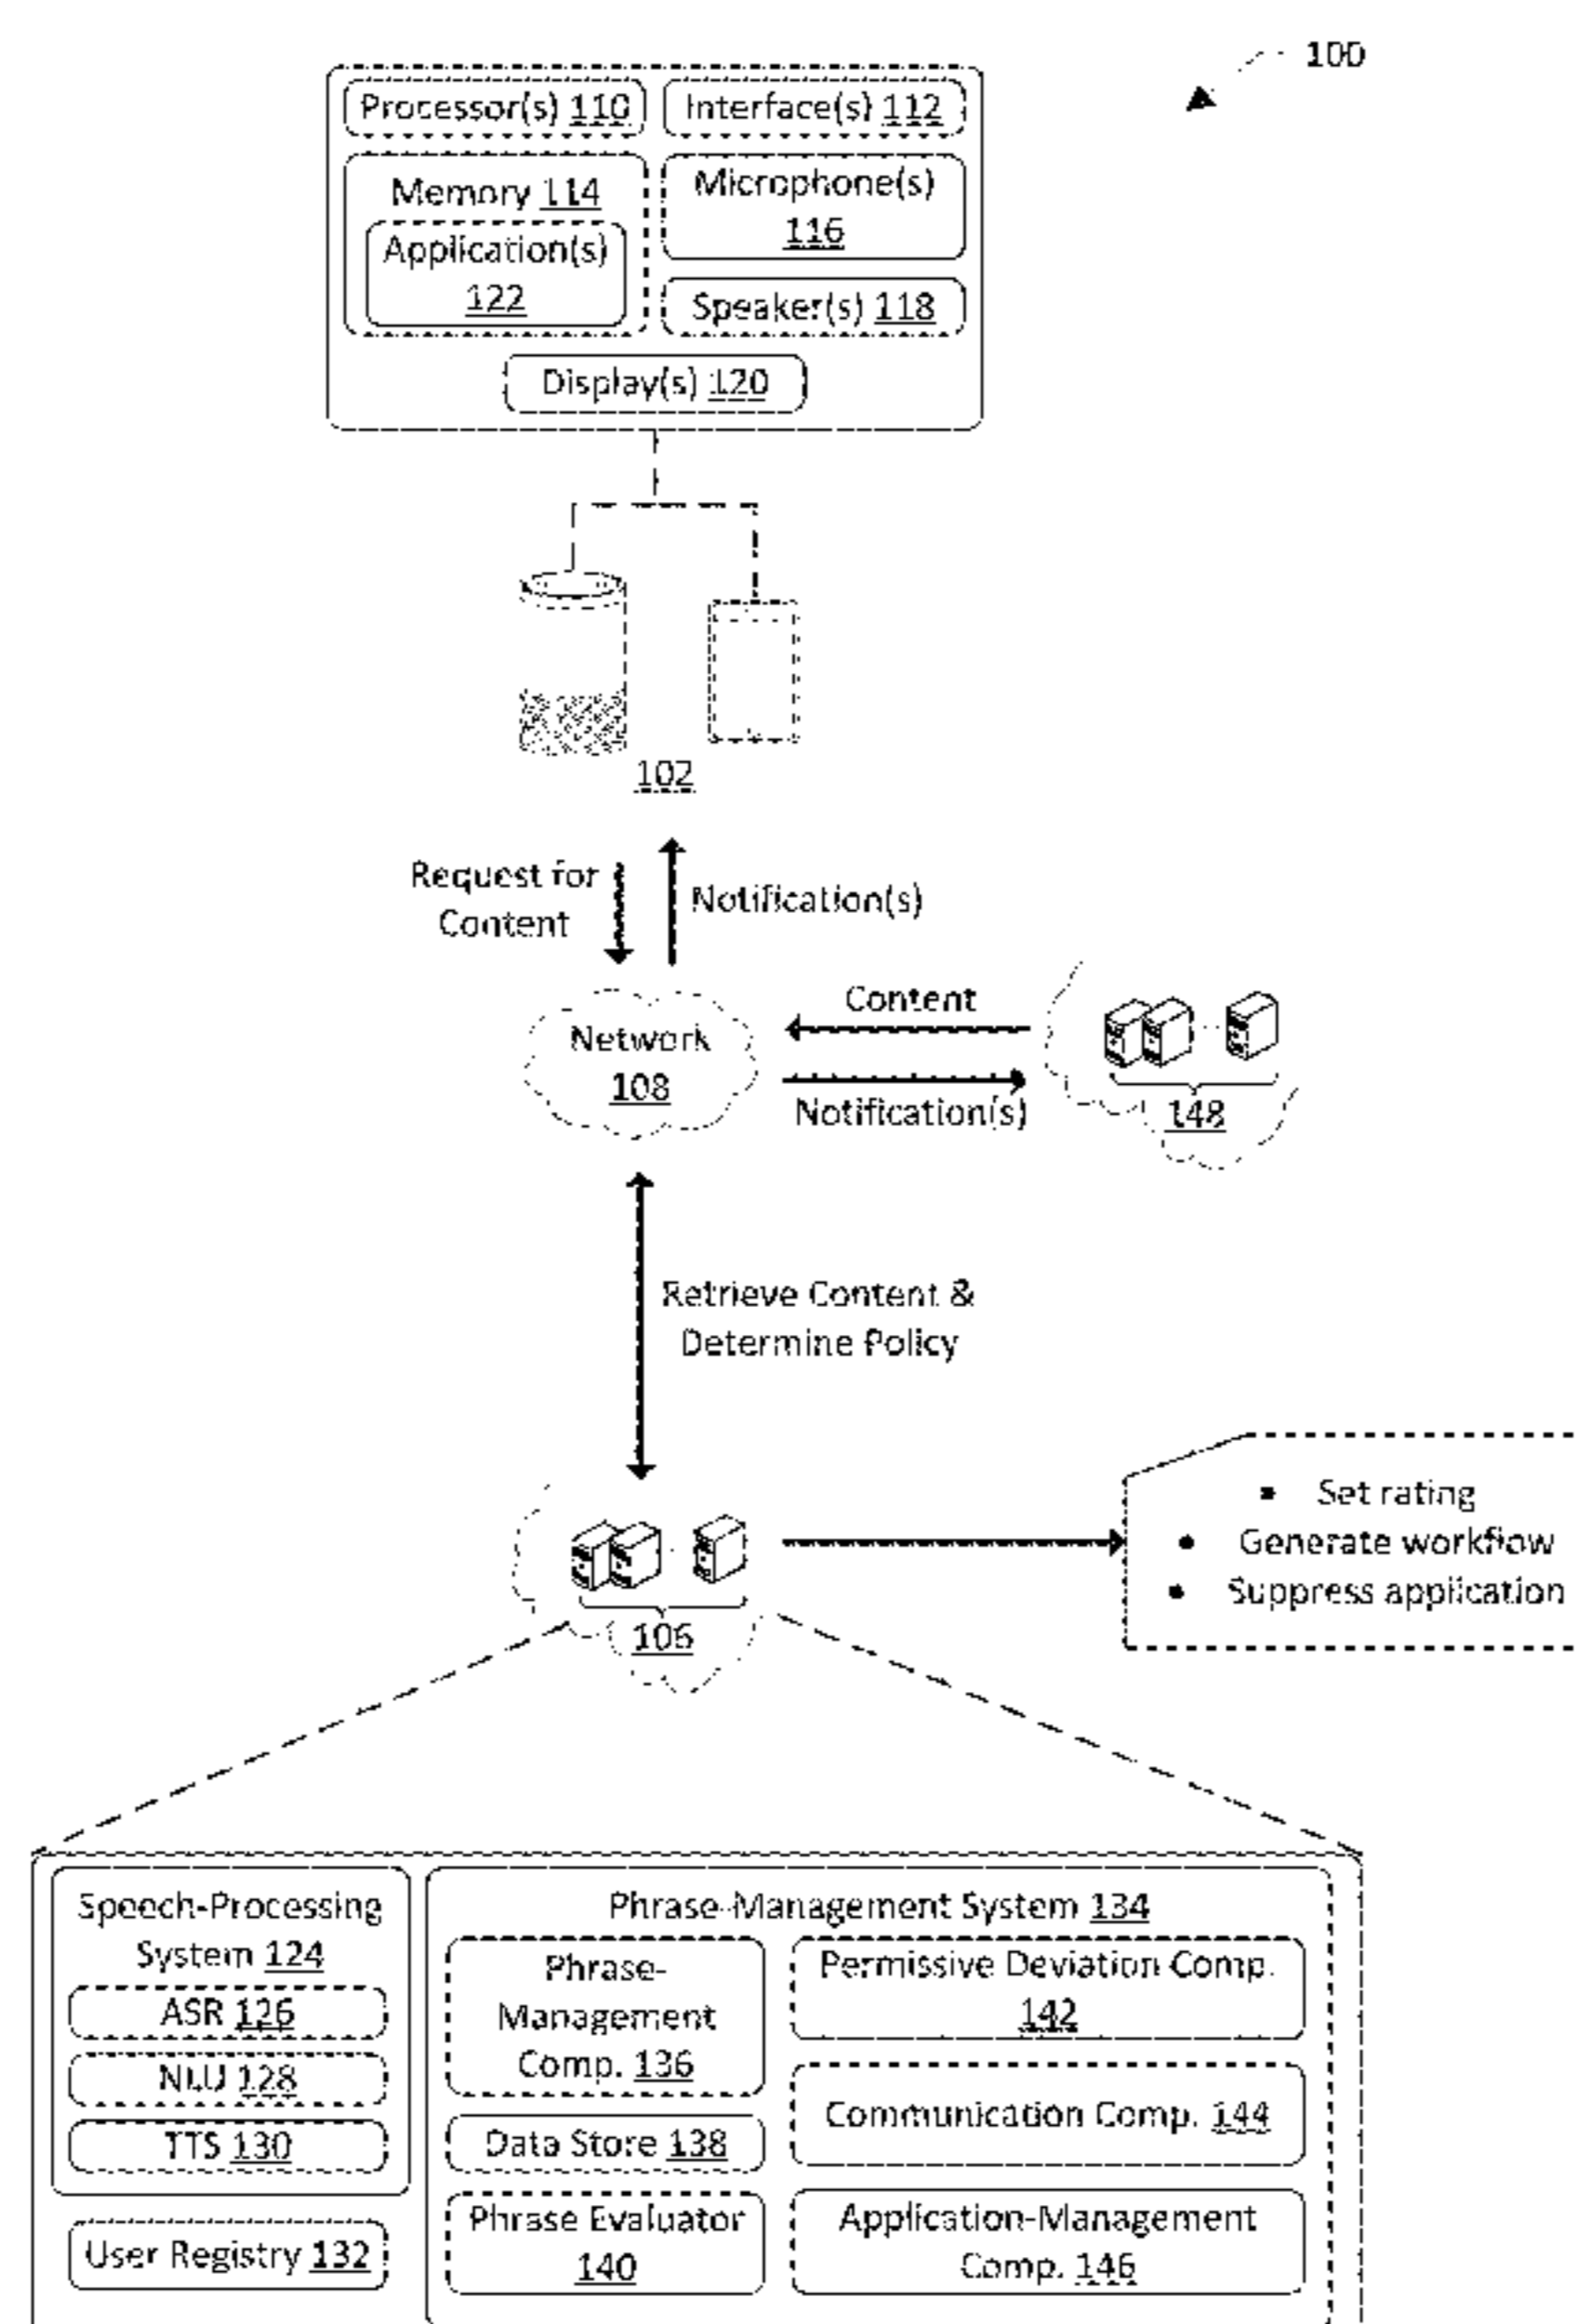 100
Processor(s) 110
Interface(s) 112
Memory 114
Application(s)
122
Microphone(s)
116
Speaker(s) 118
Display(s) 120
102
Request for
Content
Notification(s)
Network
108
Content
Notification(s)
148
Retrieve Content &
Determine Policy
• Set rating
• Generate workflow
• Suppress application
106
Speech-Processing
System 124
ASR 126
NLU 128
TTS 130
User Registry 132
Phrase-Management System 134
Phrase-
Management
Comp. 136
Data Store 138
Phrase Evaluator
140
Permissive Deviation Comp.
142
Communication Comp. 144
Application-Management
Comp. 146